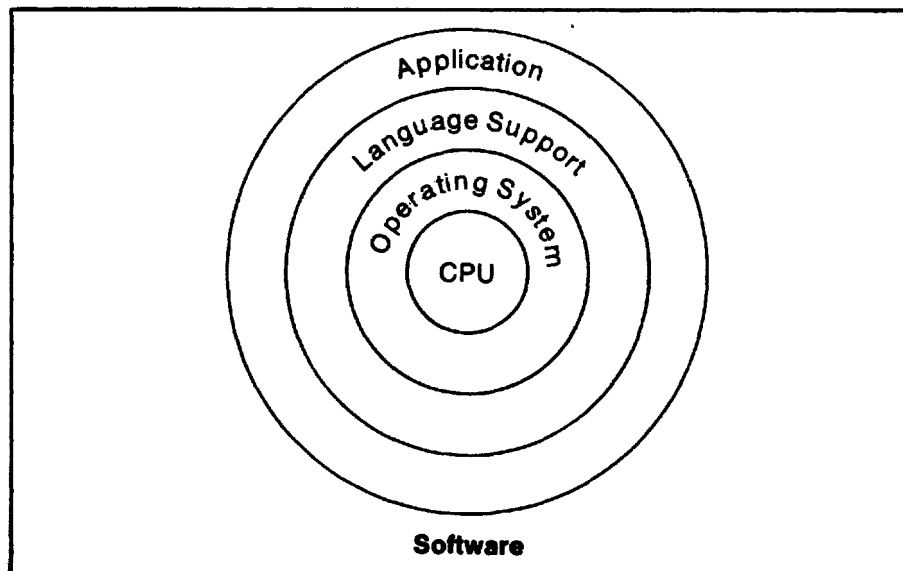 Application
Language Support
Operating System
CPU
Software